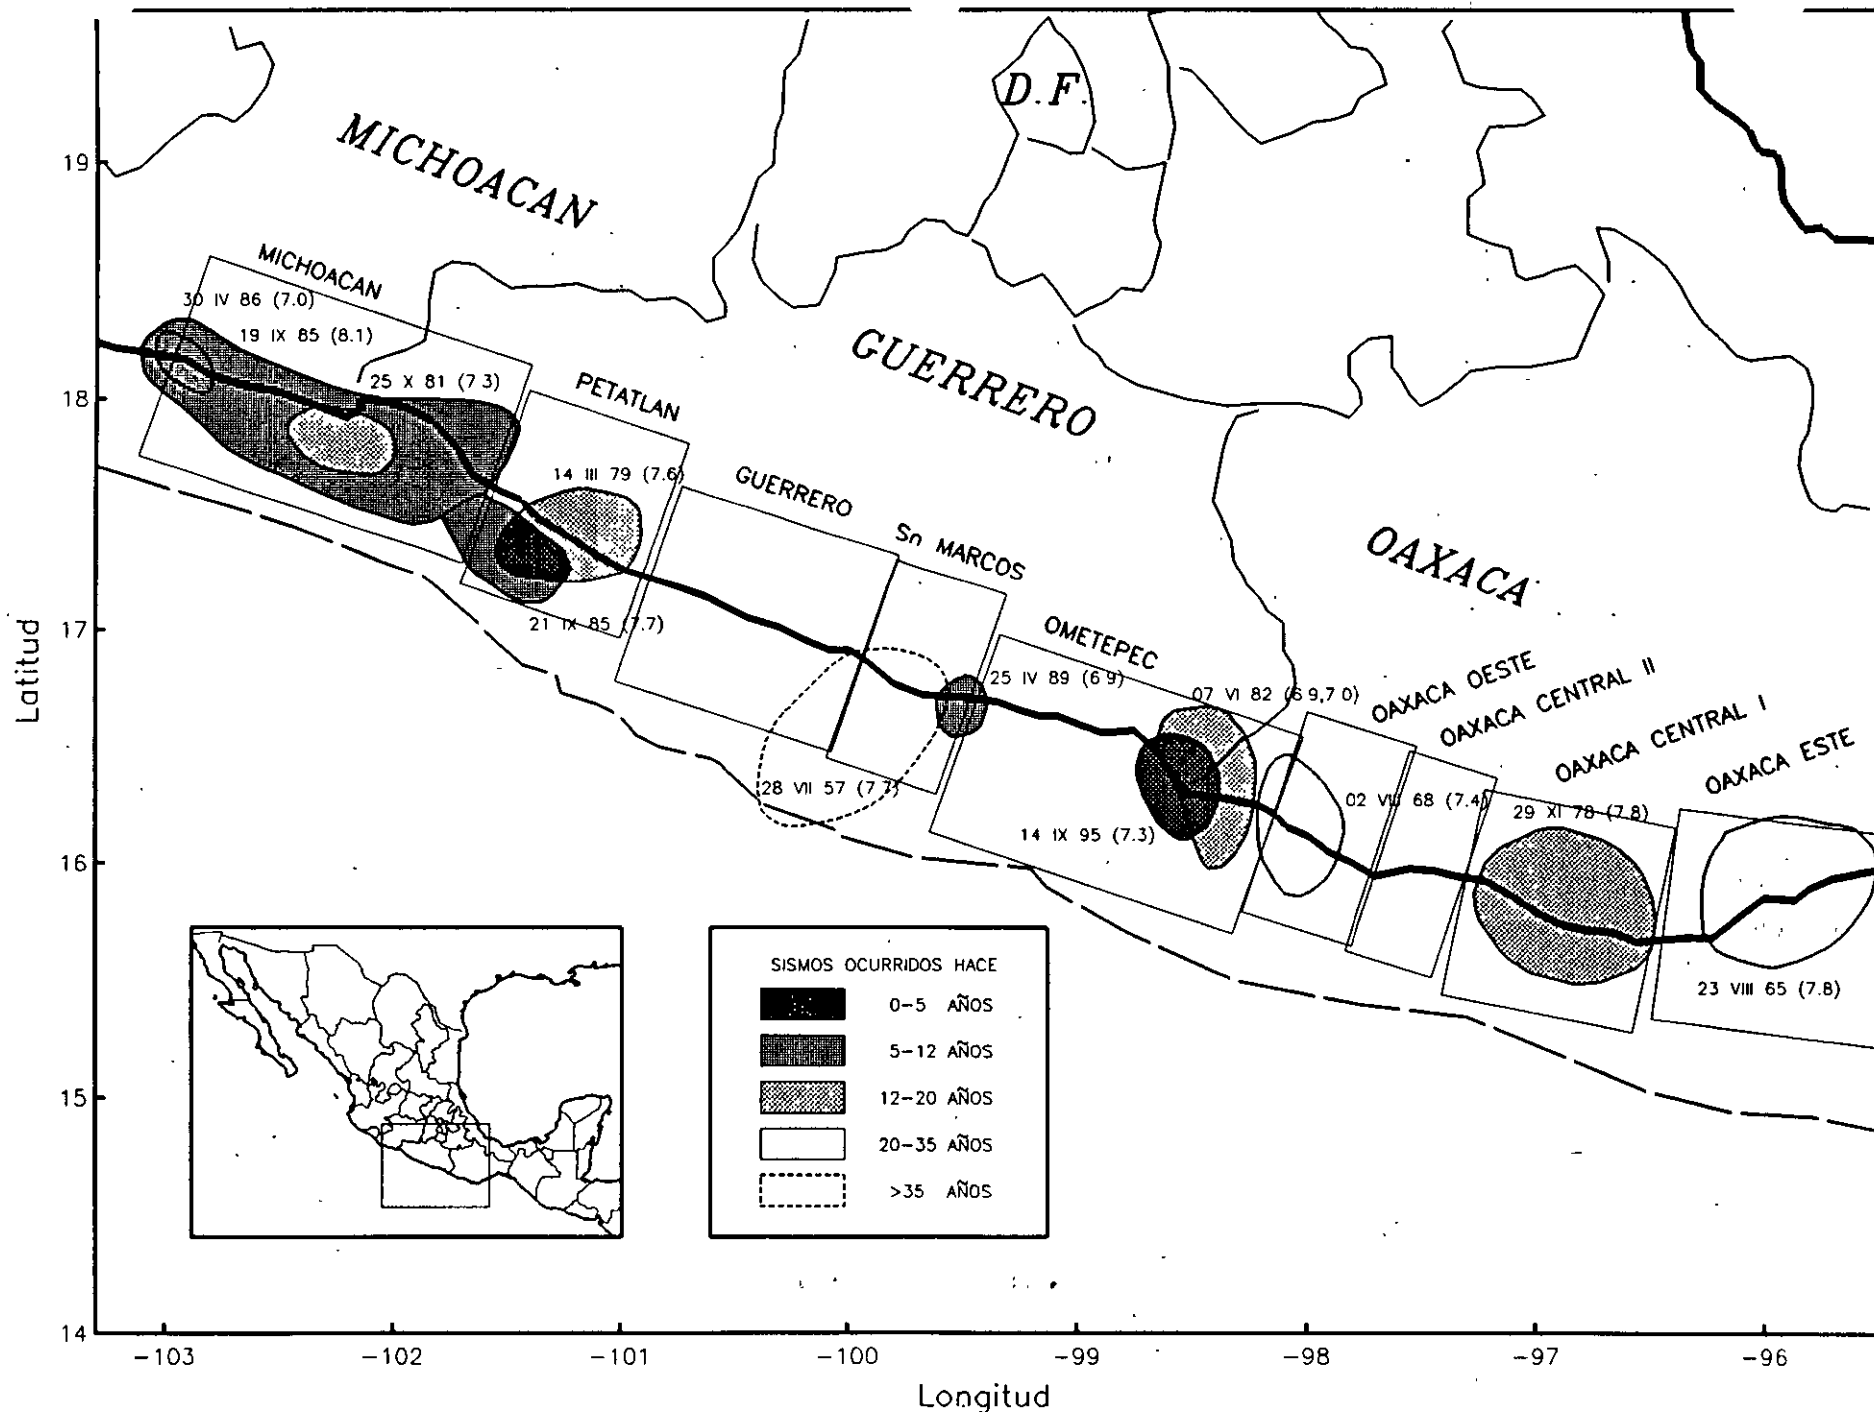 D.F.
MICHOACAN
19
MICHOACAN
30 IV 86 (7.0)
19 IX 85 (8.1)
GUERRERO
25 X 81 (7 3)
PETATLAN
18
14 III 79 (7.6)
GUERRERO
Sn MARCOS
OAXACA
17
21 IX 85 (7.7)
OMETEPEC
25 IV 89 (6 9)
07 VI 82 (6 9,7 0)
OAXACA OESTE
OAXACA CENTRAL II
OAXACA CENTRAL I
OAXACA ESTE
28 VII 57 (7.7)
02 VIII 68 (7.4)
29 XI 78 (7.8)
14 IX 95 (7.3)
16
23 VIII 65 (7.8)
Latitud
SISMOS OCURRIDOS HACE
0-5 AÑOS
5-12 AÑOS
12-20 AÑOS
20-35 AÑOS
>35 AÑOS
15
14
-103 -102 -101 -100 -99 -98 -97 -96
Longitud